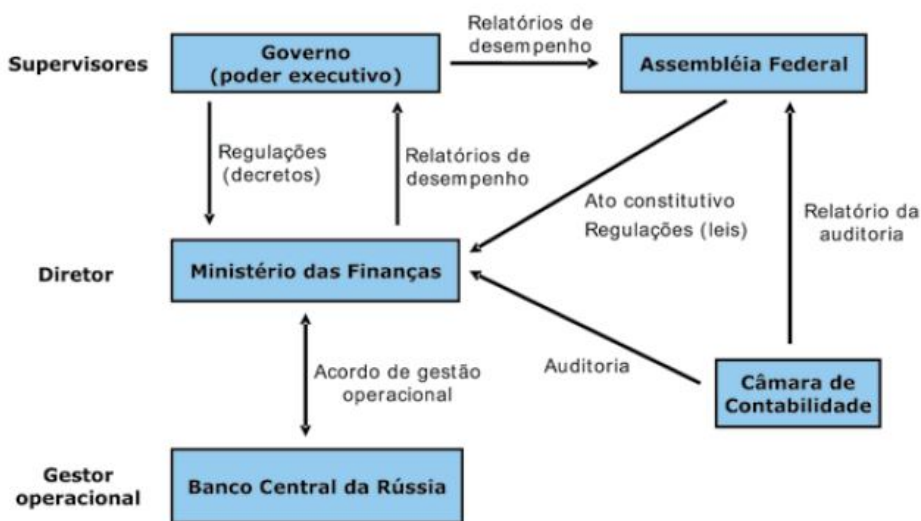 Relatórios de
desempenho
Supervisores
Governo
(poder executivo)
Assembléia Federal
Regulações
(decretos)
Relatórios de
desempenho
Ato constitutivo
Regulações (leis)
Relatório da
auditoria
Diretor
Ministério das Finanças
Acordo de gestão
operacional
Auditoria
Câmara de
Contabilidade
Gestor
operacional
Banco Central da Rússia